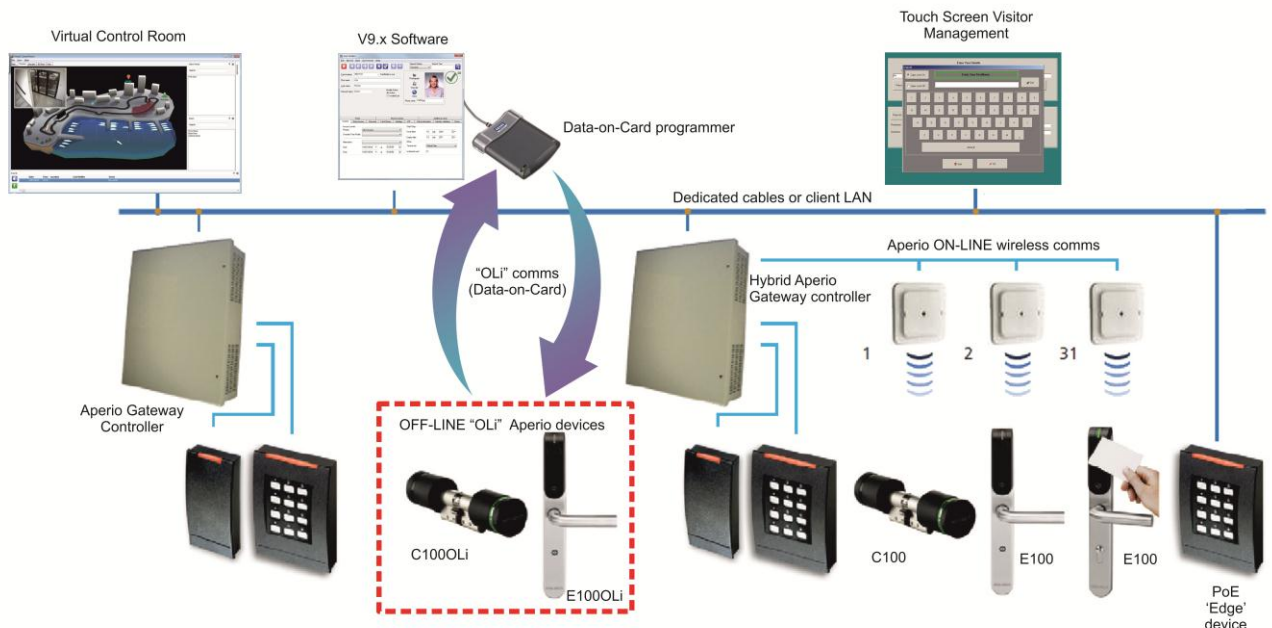 Virtual Control Room
V9.x Software
Touch Screen Visitor
Management
Data-on-Card programmer
Dedicated cables or client LAN
Aperio ON-LINE wireless comms
"OLi" comms
(Data-on-Card)
Hybrid Aperio
Gateway controller
1
2
31
Aperio Gateway
Controller
OFF-LINE "OLi" Aperio devices
C100OLi
E100OLi
C100
E100
E100
PoE
'Edge'
device